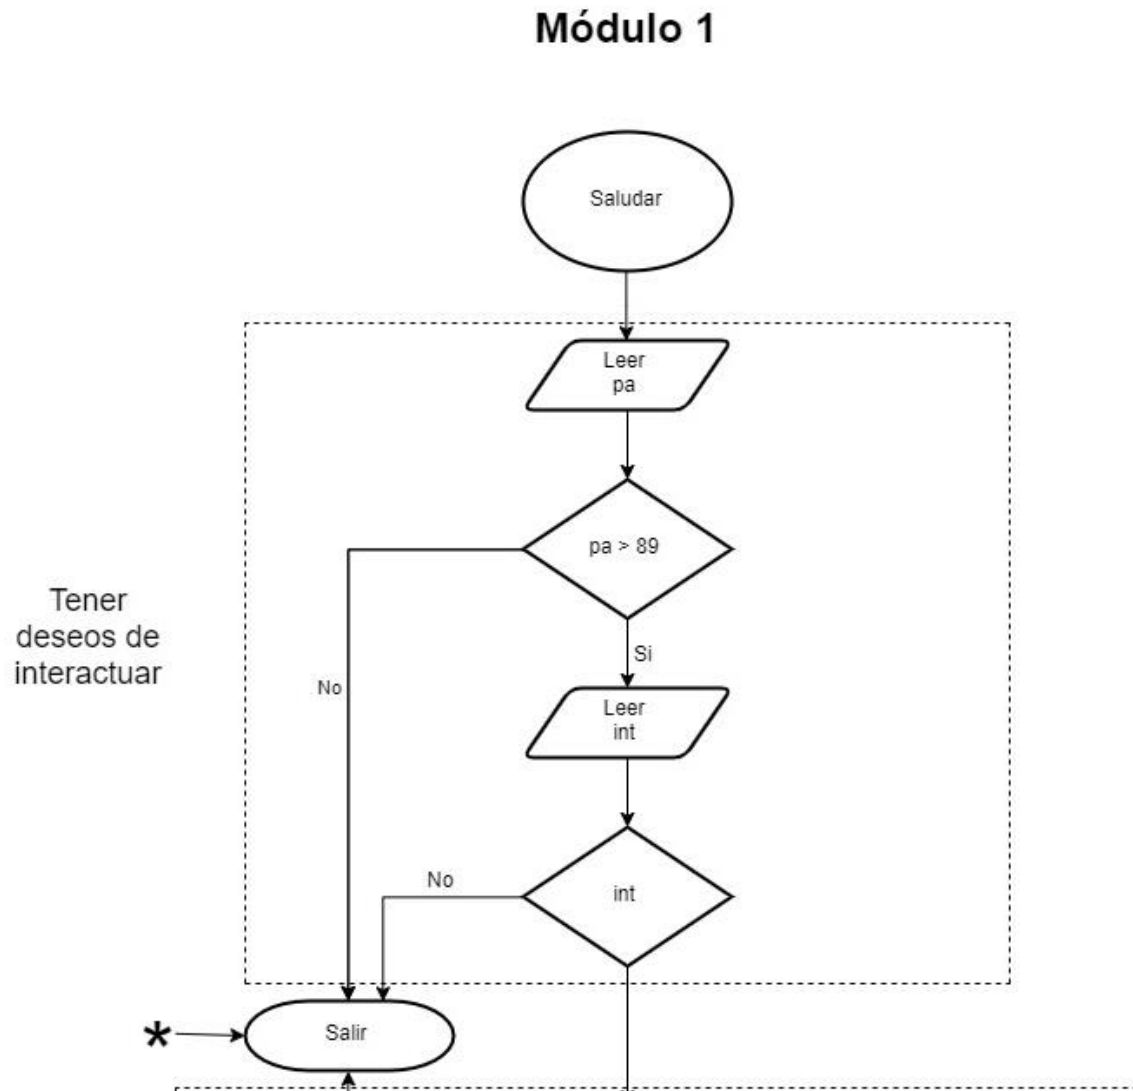 Módulo 1
Saludar
Leer
pa
pa > 89
Tener
deseos de
interactuar
Si
No
Leer
int
No
int
*
Salir